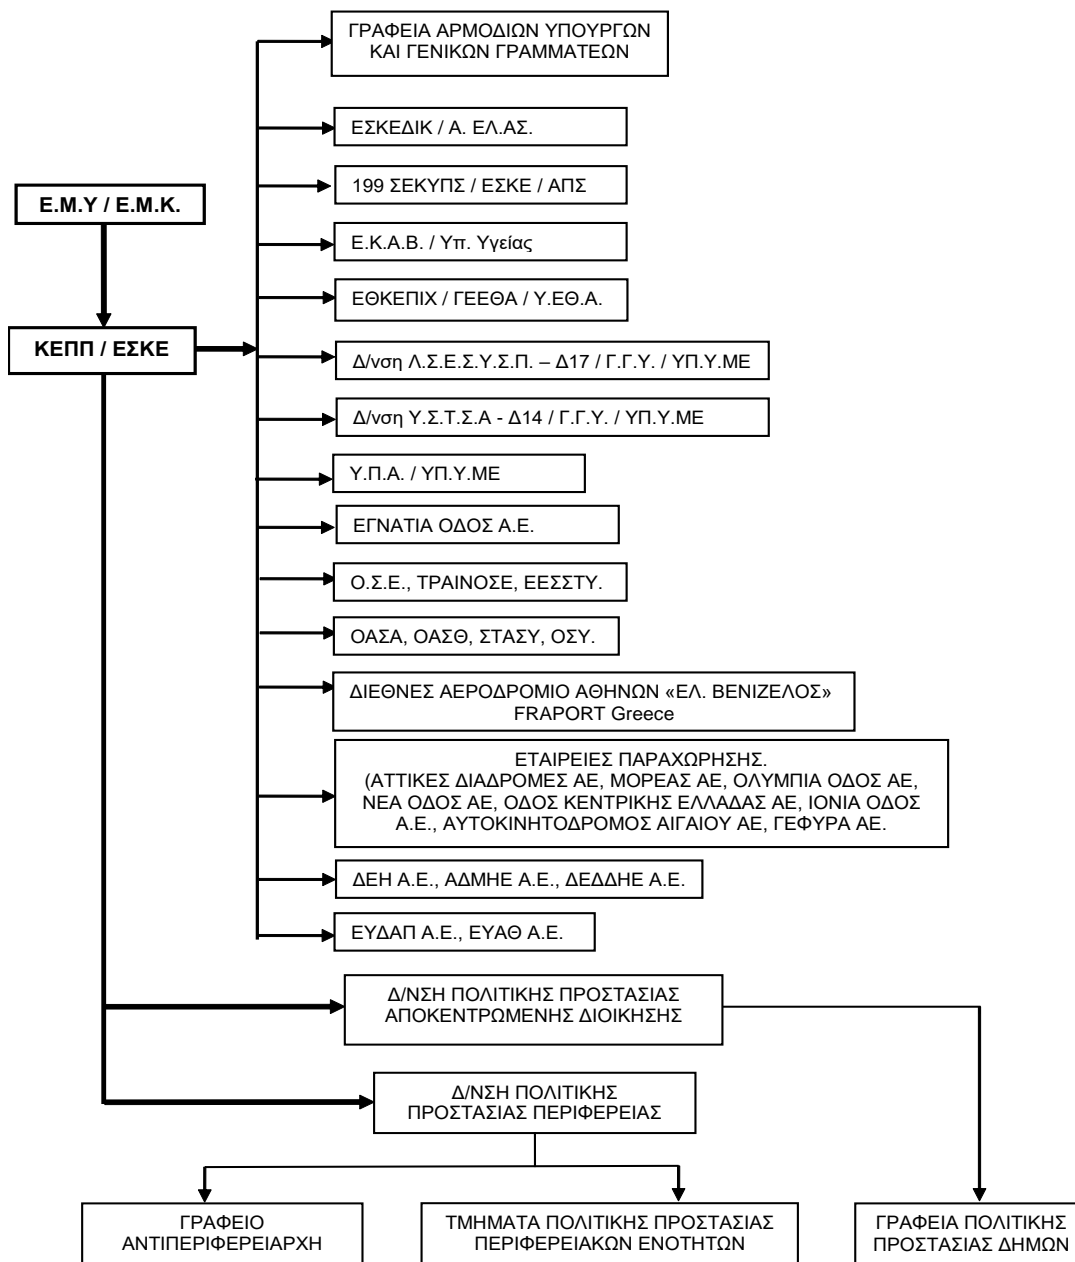 ΓΡΑΦΕΙΑ ΑΡΜΟΔΙΩΝ ΥΠΟΥΡΓΩΝ
ΚΑΙ ΓΕΝΙΚΩΝ ΓΡΑΜΜΑΤΕΩΝ
ΕΣΚΕΔΙΚ / Α. ΕΛ.ΑΣ.
199 ΣΕΚΥΠΣ / ΕΣΚΕ / ΑΠΣ
Ε.Μ.Υ / Ε.Μ.Κ.
Ε.Κ.Α.Β. / Υπ. Υγείας
ΕΘΚΕΠΙΧ / ΓΕΕΘΑ / Υ.ΕΘ.Α.
ΚΕΠΠ / ΕΣΚΕ
Δ/νση Λ.Σ.Ε.Σ.Υ.Σ.Π. – Δ17 / Γ.Γ.Υ. / ΥΠ.Υ.ΜΕ
Δ/νση Υ.Σ.Τ.Σ.Α - Δ14 / Γ.Γ.Υ. / ΥΠ.Υ.ΜΕ
Υ.Π.Α. / ΥΠ.Υ.ΜΕ
ΕΓΝΑΤΙΑ ΟΔΟΣ Α.Ε.
Ο.Σ.Ε., ΤΡΑΙΝΟΣΕ, ΕΕΣΣΤΥ.
ΟΑΣΑ, ΟΑΣΘ, ΣΤΑΣΥ, ΟΣΥ.
ΔΙΕΘΝΕΣ ΑΕΡΟΔΡΟΜΙΟ ΑΘΗΝΩΝ «ΕΛ. ΒΕΝΙΖΕΛΟΣ»
FRAPORT Greece
ΕΤΑΙΡΕΙΕΣ ΠΑΡΑΧΩΡΗΣΗΣ.
(ΑΤΤΙΚΕΣ ΔΙΑΔΡΟΜΕΣ ΑΕ, ΜΟΡΕΑΣ ΑΕ, ΟΛΥΜΠΙΑ ΟΔΟΣ ΑΕ,
ΝΕΑ ΟΔΟΣ ΑΕ, ΟΔΟΣ ΚΕΝΤΡΙΚΗΣ ΕΛΛΑΔΑΣ ΑΕ, ΙΟΝΙΑ ΟΔΟΣ
Α.Ε., ΑΥΤΟΚΙΝΗΤΟΔΡΟΜΟΣ ΑΙΓΑΙΟΥ ΑΕ, ΓΕΦΥΡΑ ΑΕ.
ΔΕΗ Α.Ε., ΑΔΜΗΕ Α.Ε., ΔΕΔΔΗΕ Α.Ε.
ΕΥΔΑΠ Α.Ε., ΕΥΑΘ Α.Ε.
Δ/ΝΣΗ ΠΟΛΙΤΙΚΗΣ ΠΡΟΣΤΑΣΙΑΣ
ΑΠΟΚΕΝΤΡΩΜΕΝΗΣ ΔΙΟΙΚΗΣΗΣ
Δ/ΝΣΗ ΠΟΛΙΤΙΚΗΣ
ΠΡΟΣΤΑΣΙΑΣ ΠΕΡΙΦΕΡΕΙΑΣ
ΓΡΑΦΕΙΟ
ΑΝΤΙΠΕΡΙΦΕΡΕΙΑΡΧΗ
ΤΜΗΜΑΤΑ ΠΟΛΙΤΙΚΗΣ ΠΡΟΣΤΑΣΙΑΣ
ΠΕΡΙΦΕΡΕΙΑΚΩΝ ΕΝΟΤΗΤΩΝ
ΓΡΑΦΕΙΑ ΠΟΛΙΤΙΚΗΣ
ΠΡΟΣΤΑΣΙΑΣ ΔΗΜΩΝ